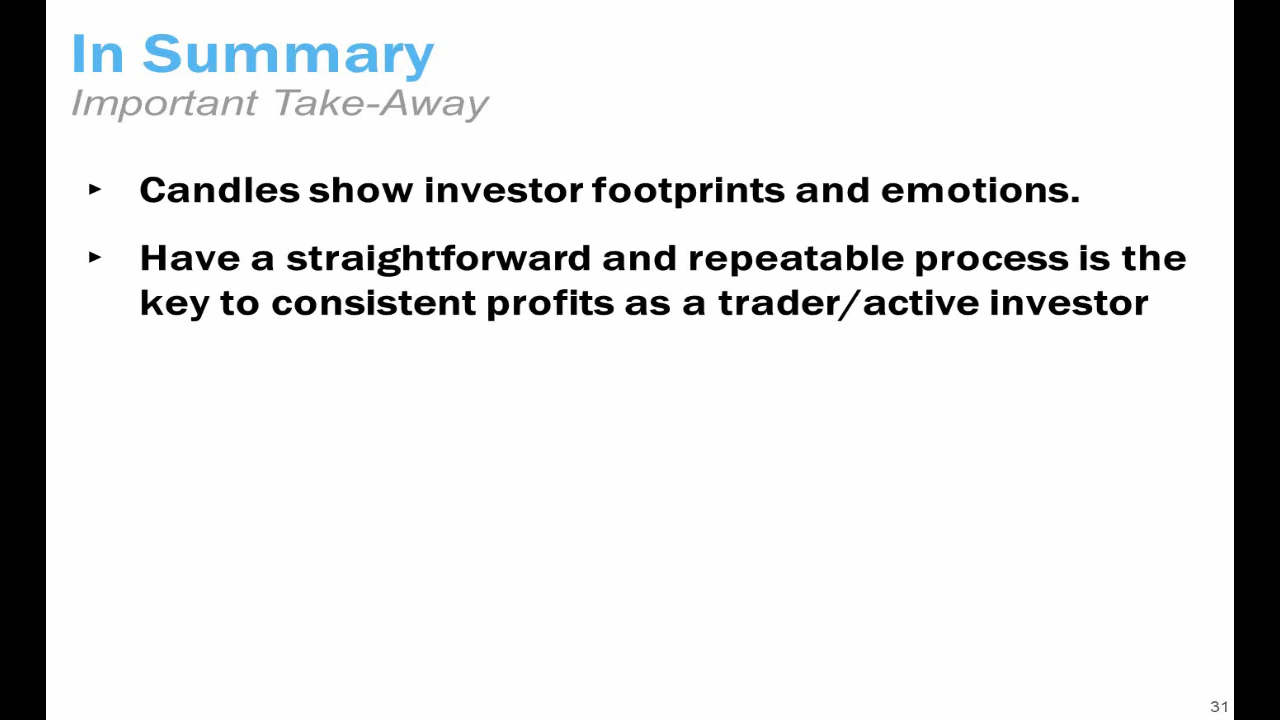 In Summary
Important Take-Away
▸ Candles show investor footprints and emotions.
▸ Have a straightforward and repeatable process is the
key to consistent profits as a trader/active investor
31